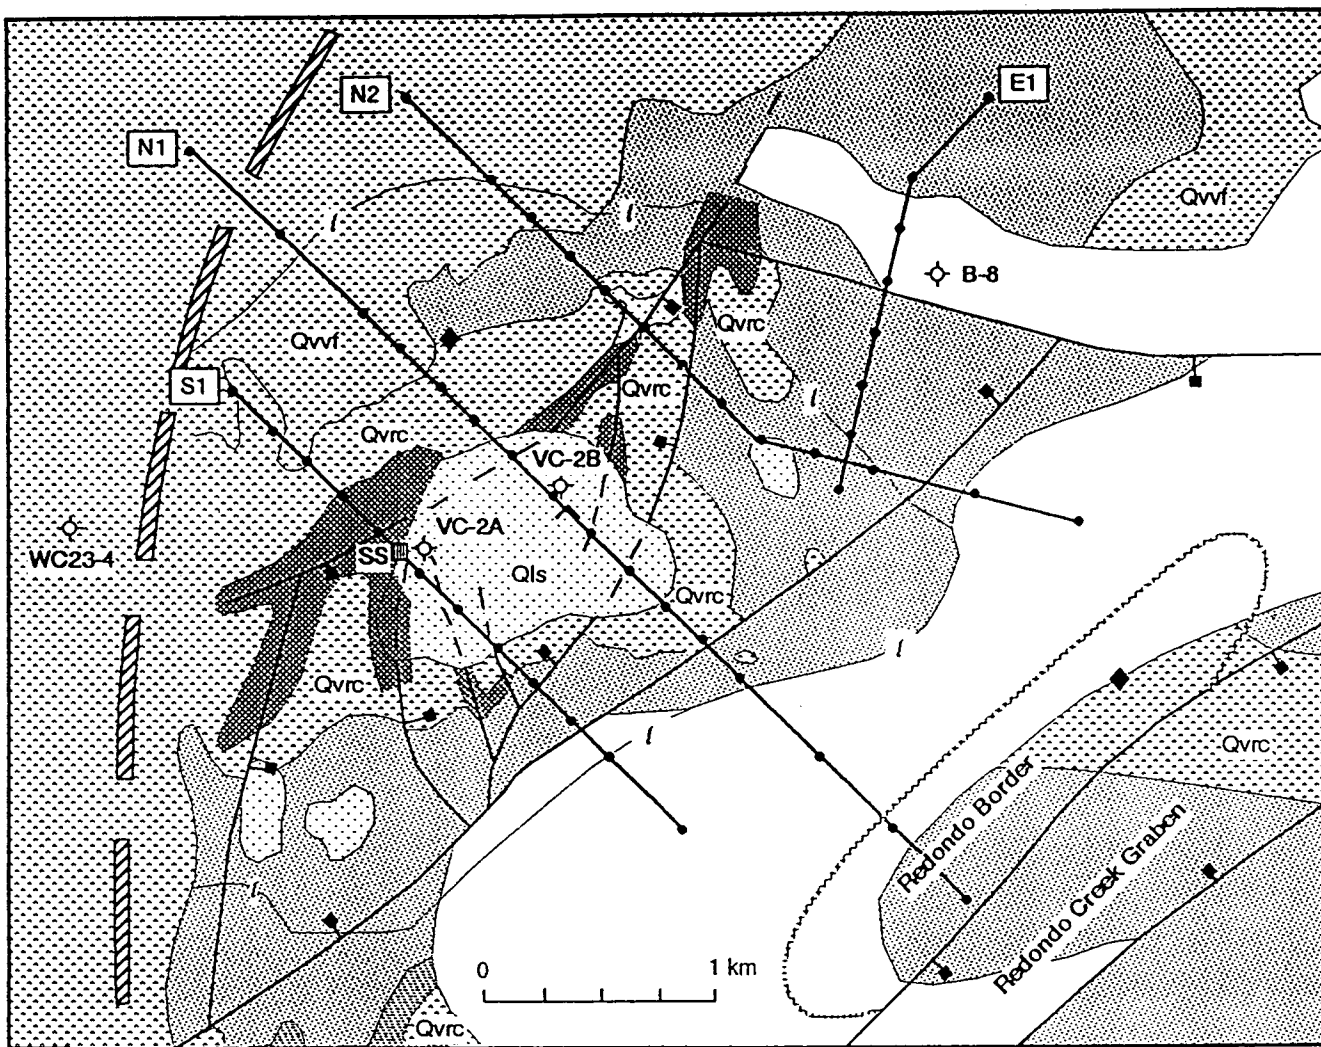 N2
E1
N1
l
l
Qvvf
B-8
Qvrc
Qvvf
S1
Qvrc
l
Qvrc
VC-2B
VC-2A
WC23-4
SS
Qls
Qvrc
l
Qvrc
l
Qvrc
Redondo Border
Redondo Creek Graben
l
0 1 km
Qvrc